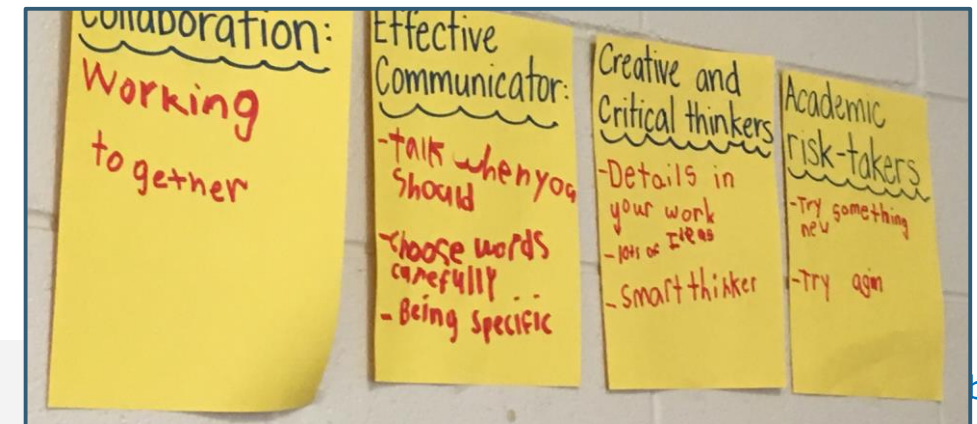 Collaboration:
Working
together
Effective
Communicator:
-talk when you
should
-choose words
carefully
- Being specific
Creative and
Critical thinkers
-Details in
your work
-lots of Ideas
-smart thinker
Academic
risk-takers
-Try something
new
-Try agin